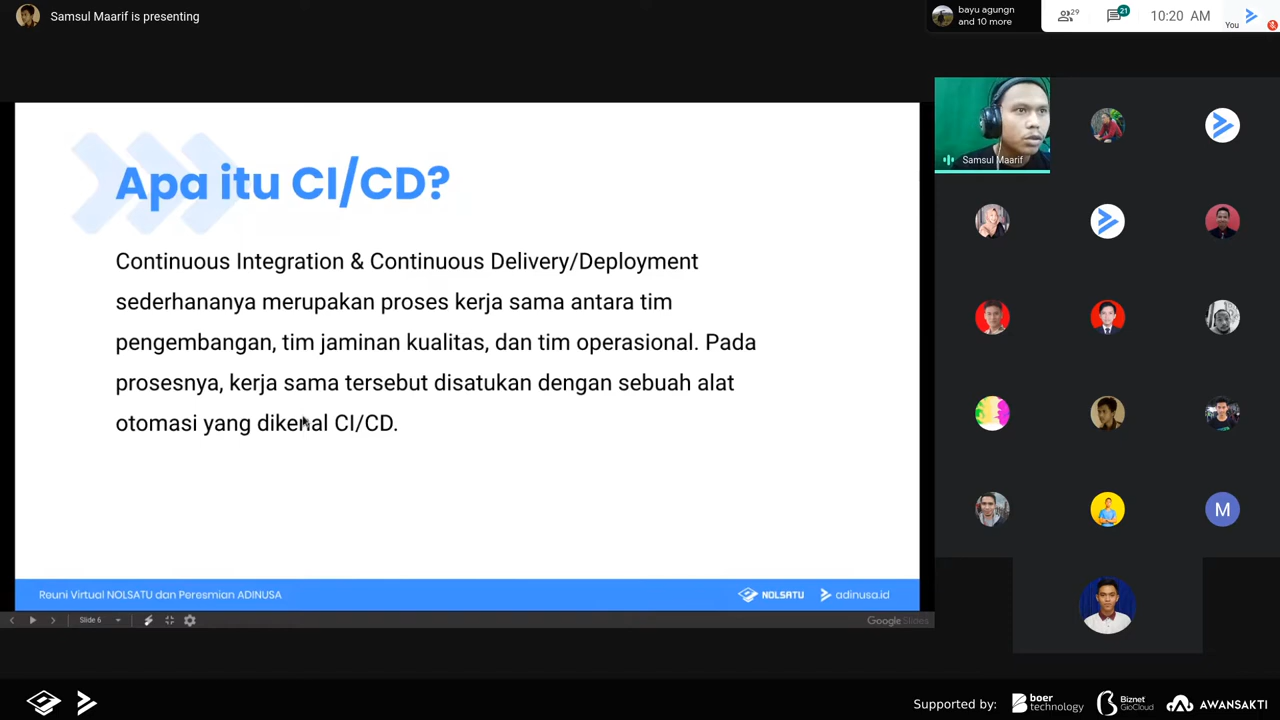 Samsul Maarif is presenting
bayu agungn
and 10 more
29
21
10:20 AM
You
Samsul Maarif
Apa itu CI/CD?
Continuous Integration & Continuous Delivery/Deployment
sederhananya merupakan proses kerja sama antara tim
pengembangan, tim jaminan kualitas, dan tim operasional. Pada
prosesnya, kerja sama tersebut disatukan dengan sebuah alat
otomasi yang dikenal CI/CD.
M
Reuni Virtual NOLSATU dan Peresmian ADINUSA
NOLSATU
adinusa.id
Slide 6
Google Slides
Supported by:
boer
technology
Biznet
GioCloud
AWANSAKTI